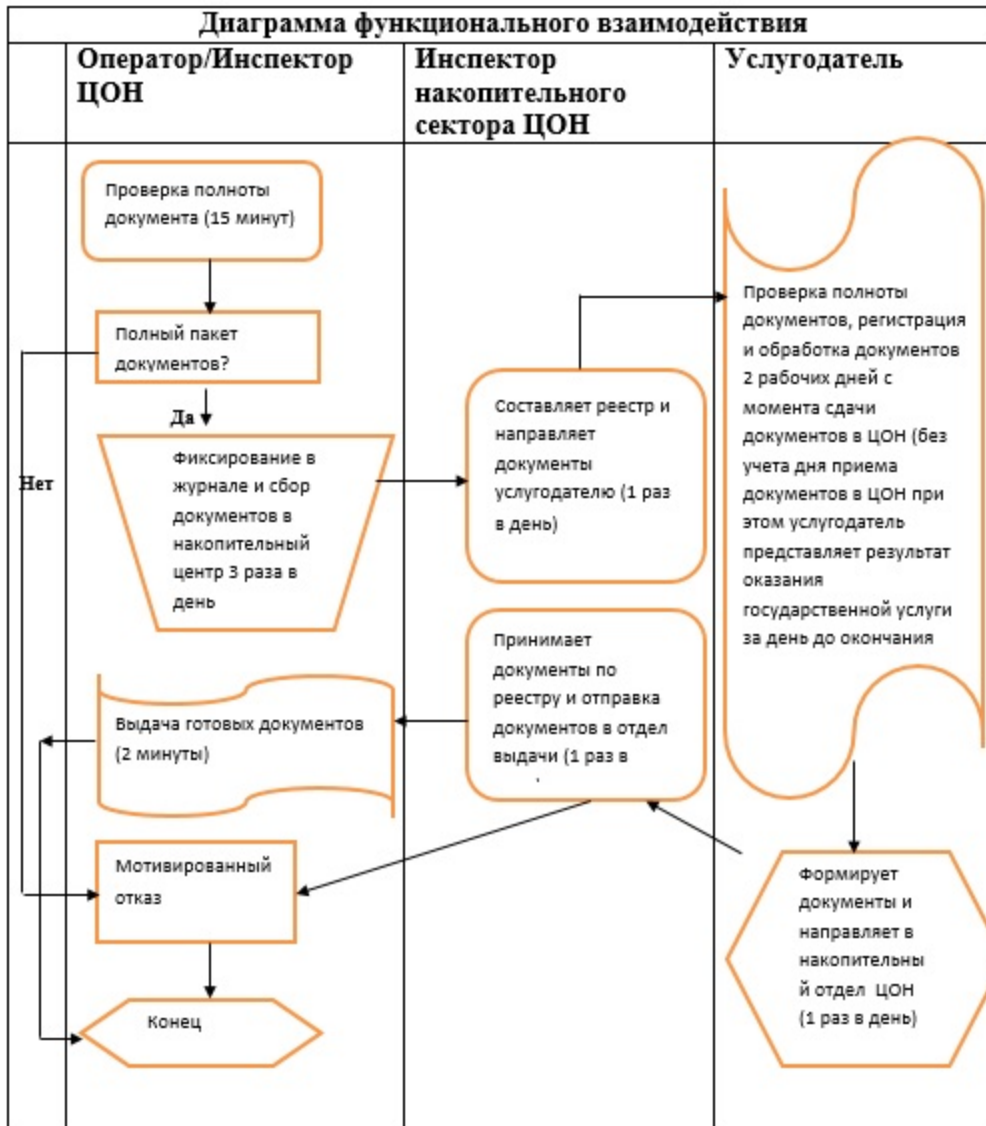 Диаграмма функционального взаимодействия
Оператор/Инспектор
ЦОН
Инспектор
накопительного
сектора ЦОН
Услугодатель
Проверка полноты
документа (15 минут)
Полный пакет
документов?
Да
Нет
Фиксирование в
журнале и сбор
документов в
накопительный
центр 3 раза в
день
Составляет реестр и
направляет
документы
услугодателю (1 раз
в день)
Проверка полноты
документов, регистрация
и обработка документов
2 рабочих дней с
момента сдачи
документов в ЦОН (без
учета дня приема
документов в ЦОН при
этом услугодатель
представляет результат
оказания
государственной услуги
за день до окончания
Принимает
документы по
реестру и отправка
документов в отдел
выдачи (1 раз в
Выдача готовых документов
(2 минуты)
Мотивированный
отказ
Формирует
документы и
направляет в
накопительны
й отдел ЦОН
(1 раз в день)
Конец